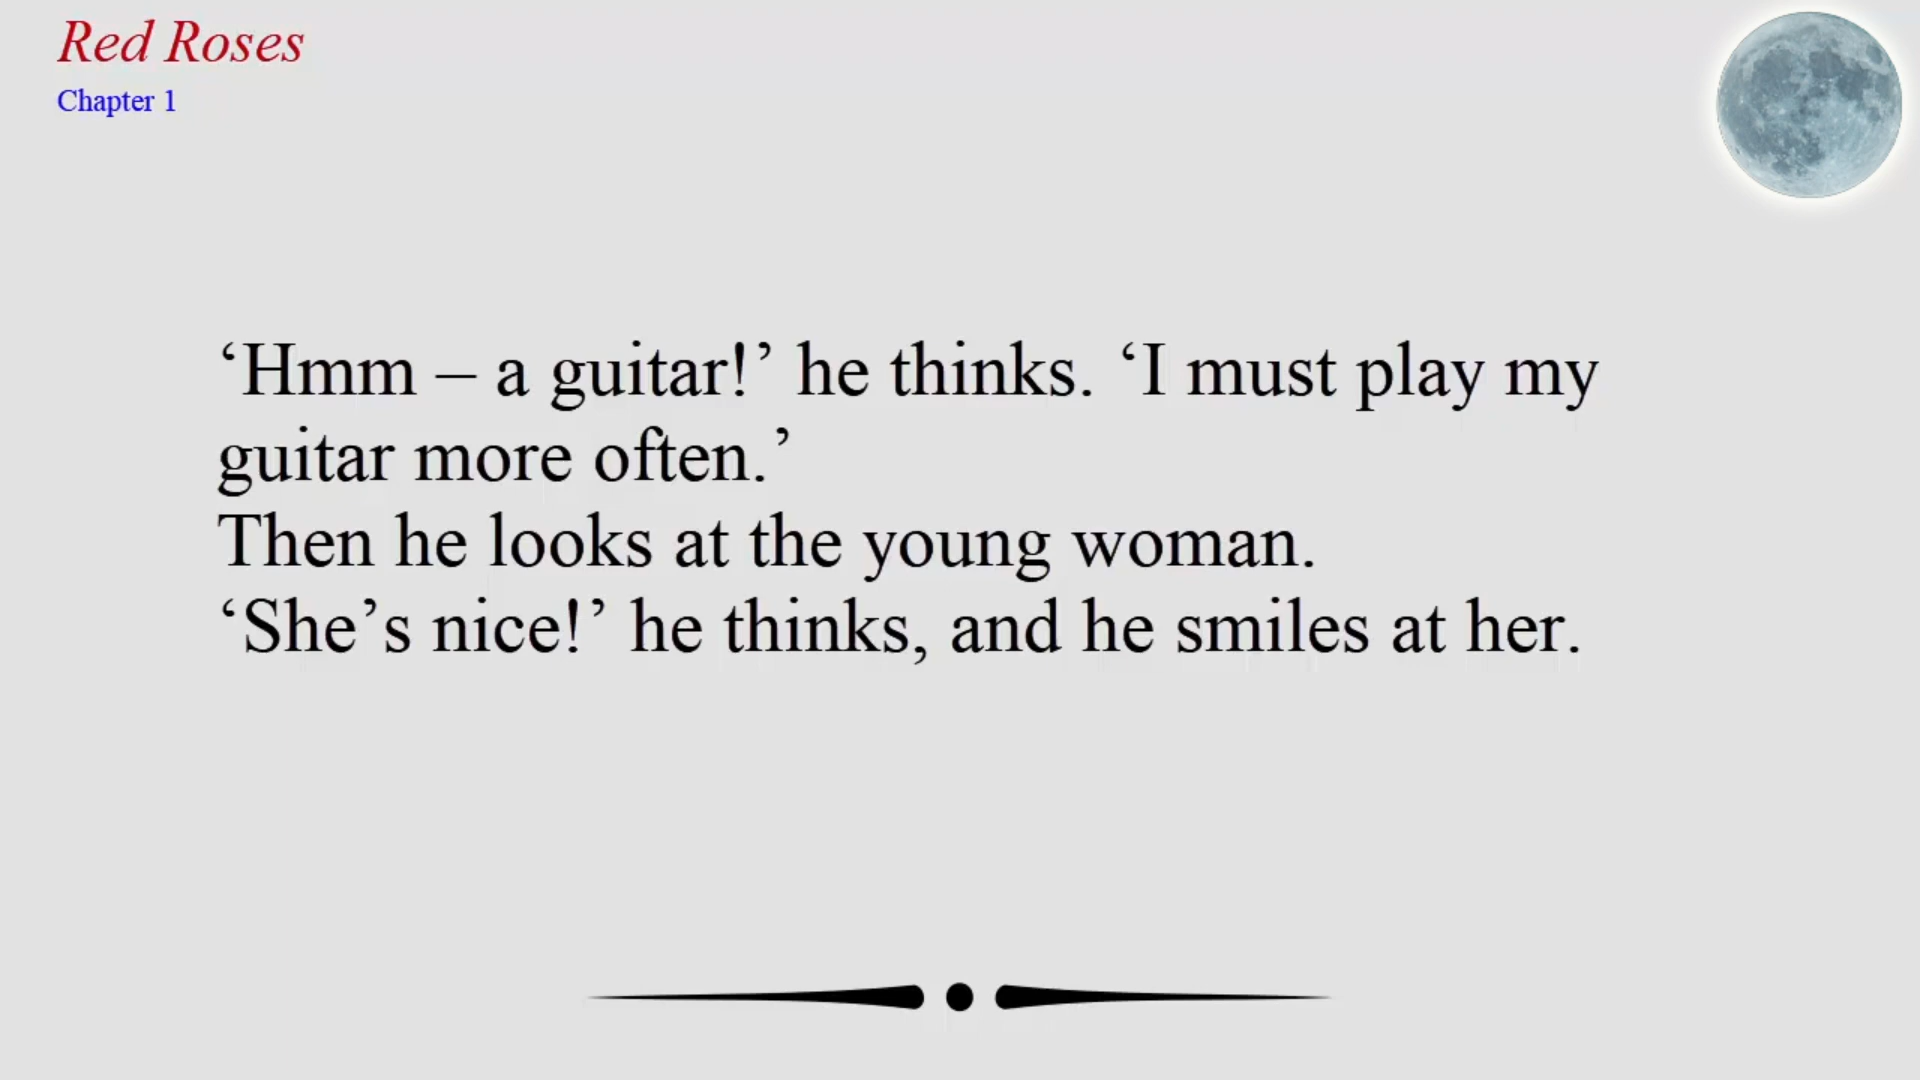 Red Roses
Chapter 1
‘Hmm – a guitar!’ he thinks. ‘I must play my
guitar more often.’
Then he looks at the young woman.
‘She’s nice!’ he thinks, and he smiles at her.